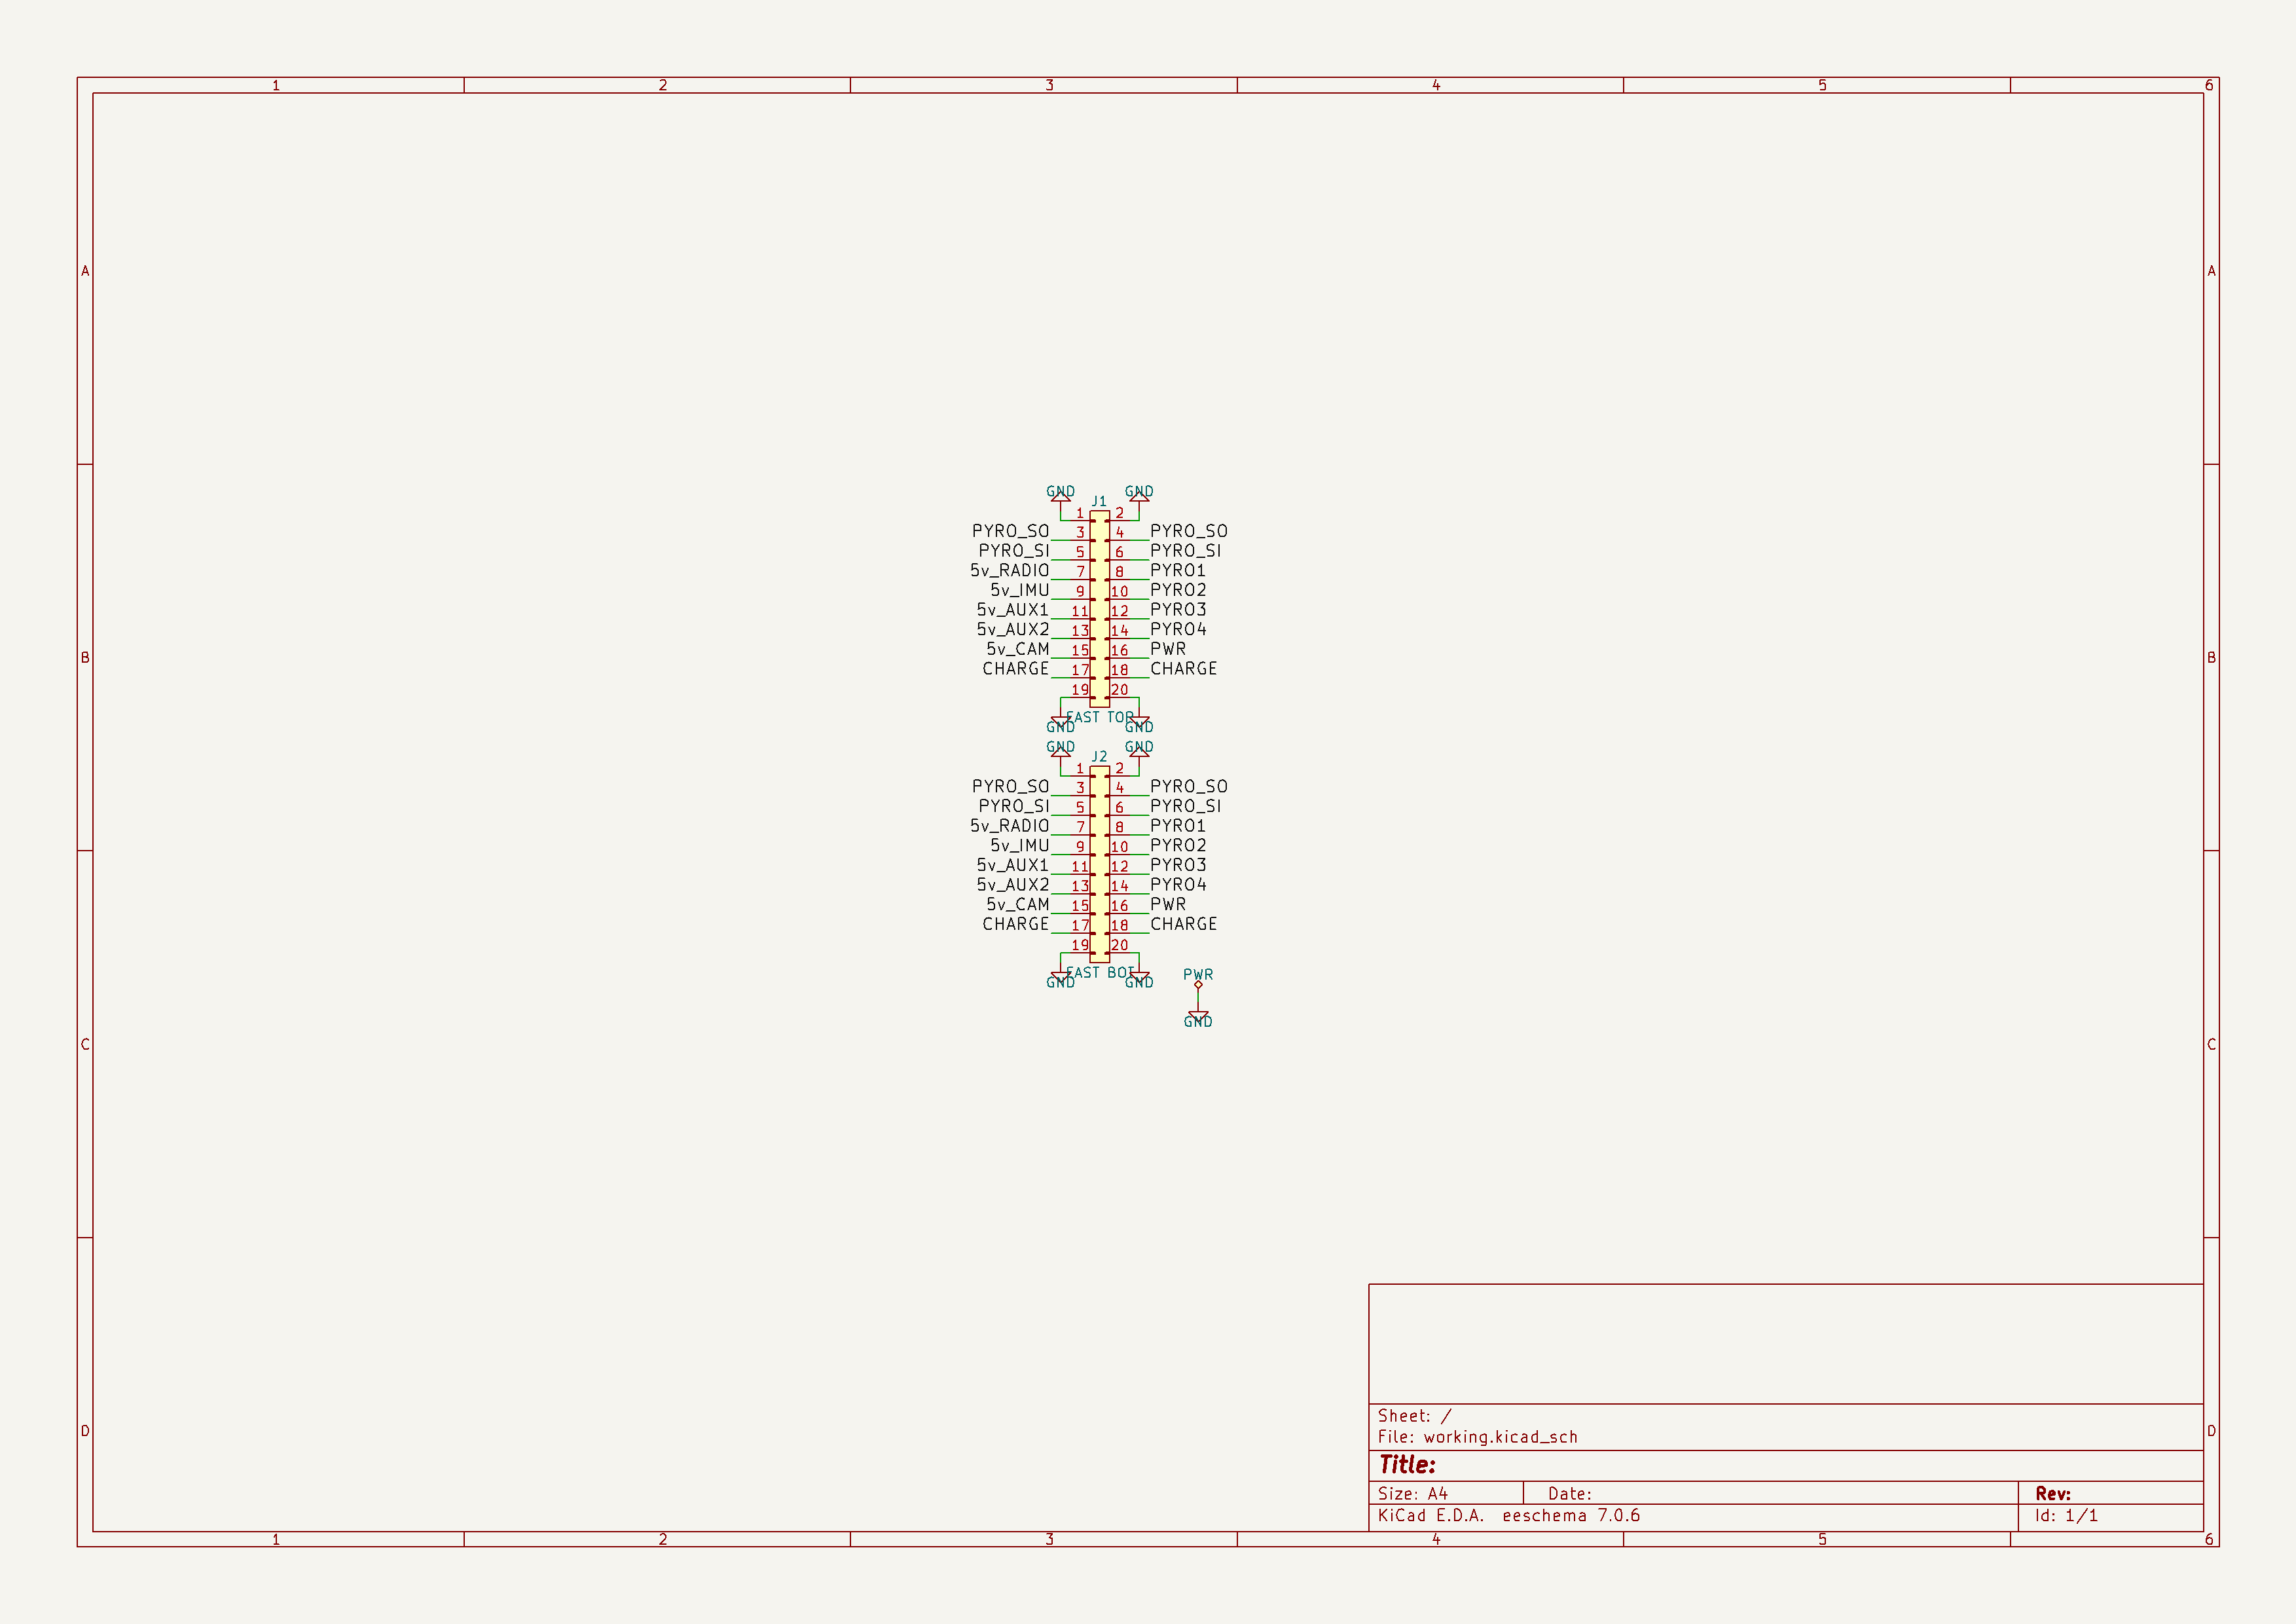 1 2 3 4 5 6
A A
GND GND
J1
1 2
PYRO_SO 3 4 PYRO_SO
PYRO_SI 5 6 PYRO_SI
5v_RADIO 7 8 PYRO1
5v_IMU 9 10 PYRO2
5v_AUX1 11 12 PYRO3
5v_AUX2 13 14 PYRO4
B 5v_CAM 15 16 PWR B
CHARGE 17 18 CHARGE
19 20
EAST TOP
GND GND
GND GND
J2
1 2
PYRO_SO 3 4 PYRO_SO
PYRO_SI 5 6 PYRO_SI
5v_RADIO 7 8 PYRO1
5v_IMU 9 10 PYRO2
5v_AUX1 11 12 PYRO3
5v_AUX2 13 14 PYRO4
5v_CAM 15 16 PWR
CHARGE 17 18 CHARGE
19 20
EAST BOT
GND GND
PWR
GND
C C
Sheet: /
D D
File: working.kicad_sch
Title:
Size: A4 Date: Rev:
KiCad E.D.A. eeschema 7.0.6 Id: 1/1
1 2 3 4 5 6